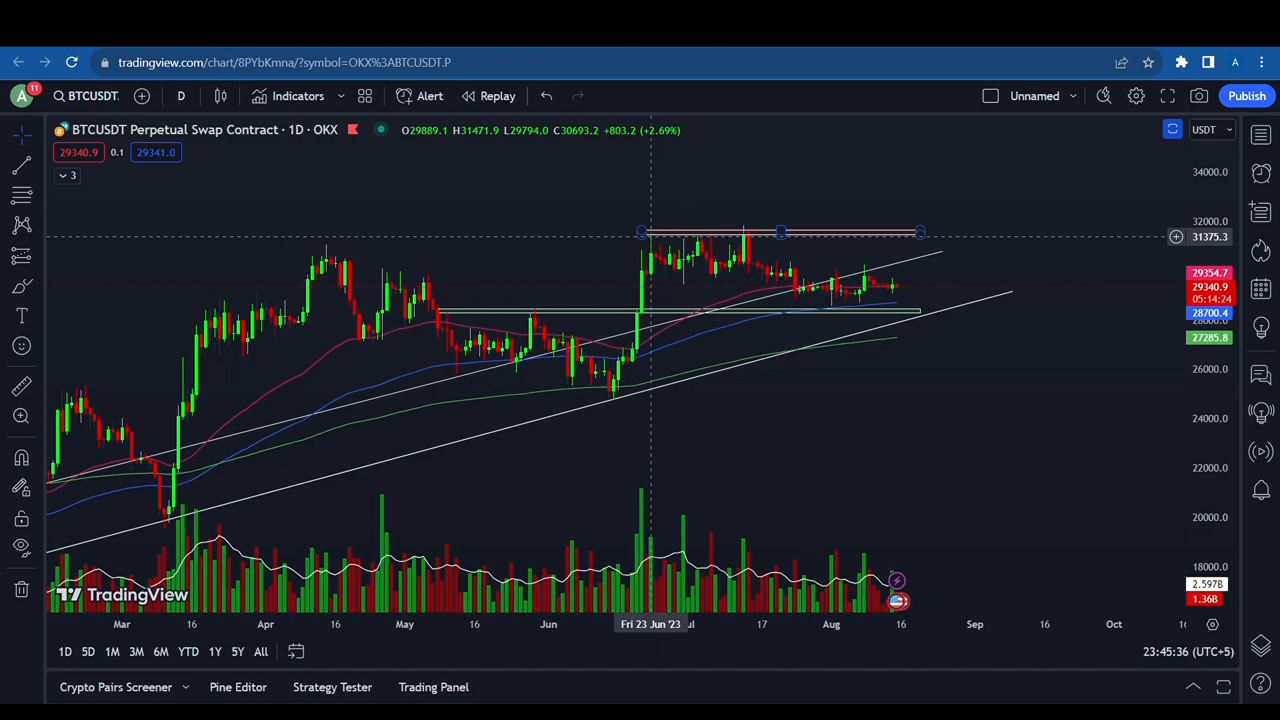 tradingview.com/chart/8PYbKmna/?symbol=OKX%3ABTCUSDT.P
A
A 11 BTCUSDT. D Indicators Alert Replay Unnamed Publish
BTCUSDT Perpetual Swap Contract · 1D · OKX O29889.1 H31471.9 L29794.0 C30693.2 +803.2 (+2.69%) USDT
29340.9 0.1 29341.0
3
34000.0
32000.0
31375.3
29354.7
29340.9
05:14:24
28700.4
27285.8
26000.0
24000.0
22000.0
20000.0
18000.0
2.597B
1.36B
TradingView
Mar 16 Apr 16 May 16 Jun Fri 23 Jun '23 ul 17 Aug 16 Sep 16 Oct
1D 5D 1M 3M 6M YTD 1Y 5Y All 23:45:36 (UTC+5)
Crypto Pairs Screener Pine Editor Strategy Tester Trading Panel